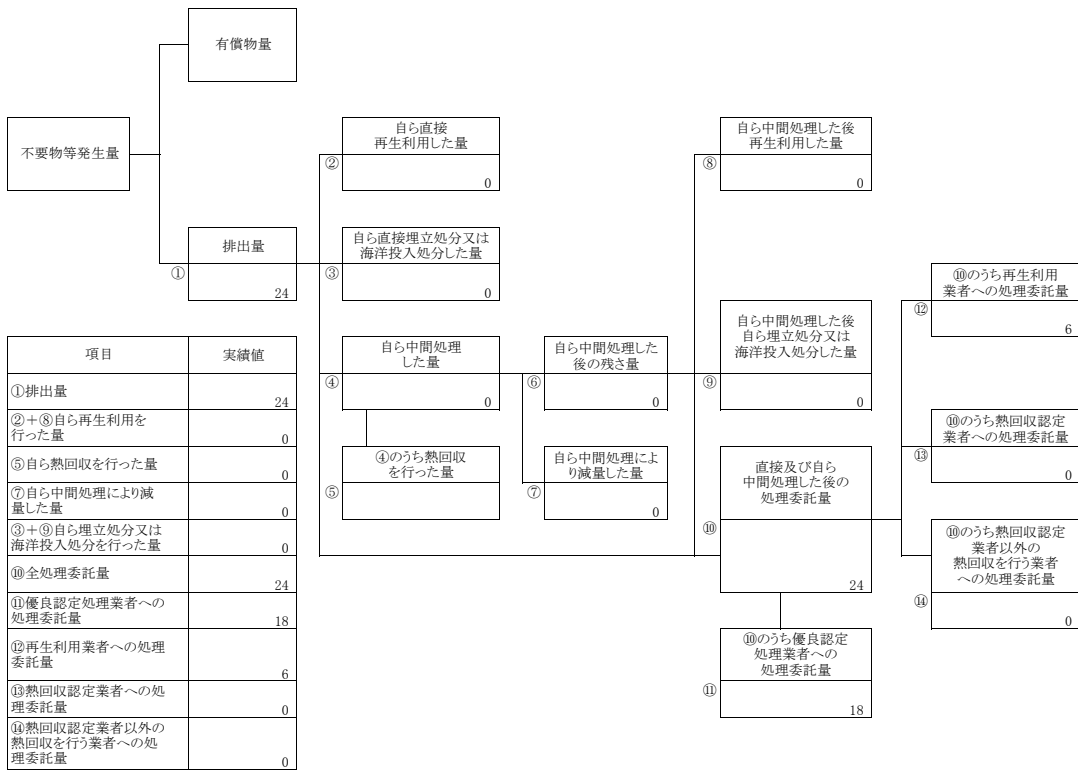 有償物量
不要物等発生量
排出量
①
24
自ら直接
再生利用した量
②
0
自ら直接埋立処分又は
海洋投入処分した量
③
0
自ら中間処理
した量
④
0
④のうち熱回収
を行った量
⑤
自ら中間処理した
後の残さ量
⑥
0
自ら中間処理によ
り減量した量
⑦
0
自ら中間処理した後
再生利用した量
⑧
0
自ら中間処理した後
自ら埋立処分又は
海洋投入処分した量
⑨
0
直接及び自ら
中間処理した後の
処理委託量
⑩
24
⑩のうち優良認定
処理業者への
処理委託量
⑪
18
⑩のうち再生利用
業者への処理委託量
⑫
6
⑩のうち熱回収認定
業者への処理委託量
⑬
0
⑩のうち熱回収認定
業者以外の
熱回収を行う業者
への処理委託量
⑭
0
項目 実績値
①排出量
24
②＋⑧自ら再生利用を
行った量 0
⑤自ら熱回収を行った量
0
⑦自ら中間処理により減
量した量 0
③＋⑨自ら埋立処分又は
海洋投入処分を行った量 0
⑩全処理委託量
24
⑪優良認定処理業者への
処理委託量 18
⑫再生利用業者への処理
委託量
6
⑬熱回収認定業者への処
理委託量 0
⑭熱回収認定業者以外の
熱回収を行う業者への処
理委託量 0